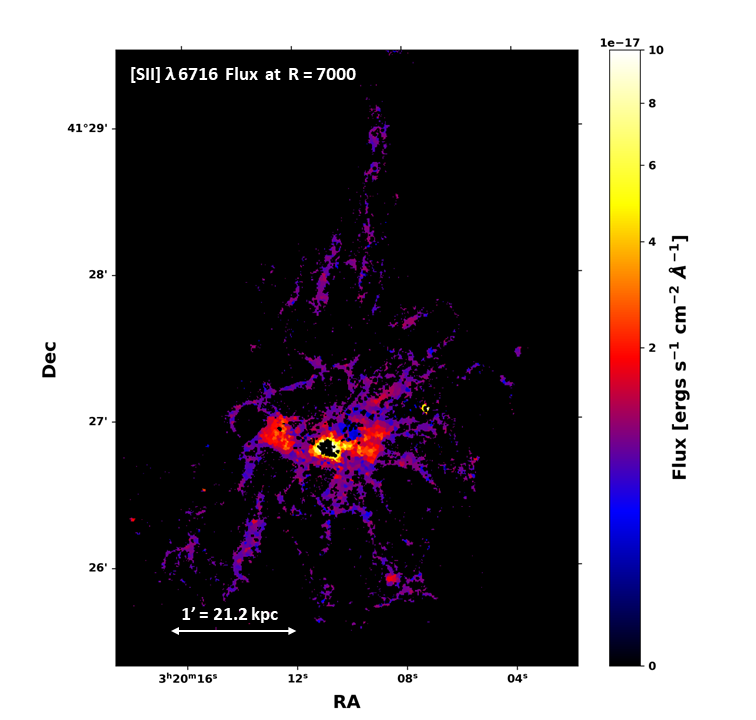 [SII] λ 6716 Flux at R = 7000
1e−17
10
8
6
4
2
0
Flux [ergs s⁻¹ cm⁻² Å⁻¹]
41°29'
28'
27'
26'
Dec
1’ = 21.2 kpc
3ʰ20ᵐ16ˢ
12ˢ
08ˢ
04ˢ
RA